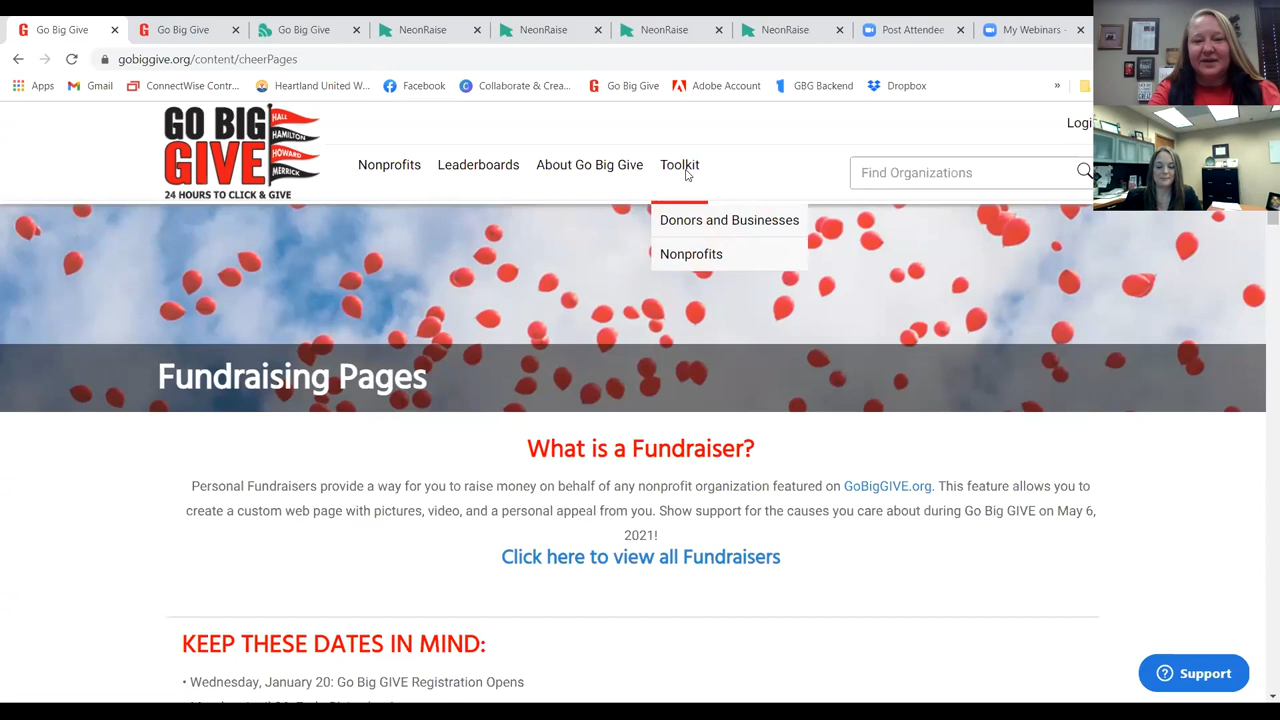 Go Big Give
Go Big Give
Go Big Give
NeonRaise
NeonRaise
NeonRaise
NeonRaise
Post Attendee
My Webinars -
gobiggive.org/content/cheerPages
Apps
Gmail
ConnectWise Contr...
Heartland United W...
Facebook
Collaborate & Crea...
Go Big Give
Adobe Account
GBG Backend
Dropbox
»
GO BIG
GIVE
HALL
HAMILTON
HOWARD
MERRICK
24 HOURS TO CLICK & GIVE
Logi
Nonprofits
Leaderboards
About Go Big Give
Toolkit
Find Organizations
Donors and Businesses
Nonprofits
Fundraising Pages
What is a Fundraiser?
Personal Fundraisers provide a way for you to raise money on behalf of any nonprofit organization featured on GoBigGIVE.org. This feature allows you to
create a custom web page with pictures, video, and a personal appeal from you. Show support for the causes you care about during Go Big GIVE on May 6,
2021!
Click here to view all Fundraisers
KEEP THESE DATES IN MIND:
• Wednesday, January 20: Go Big GIVE Registration Opens
Support